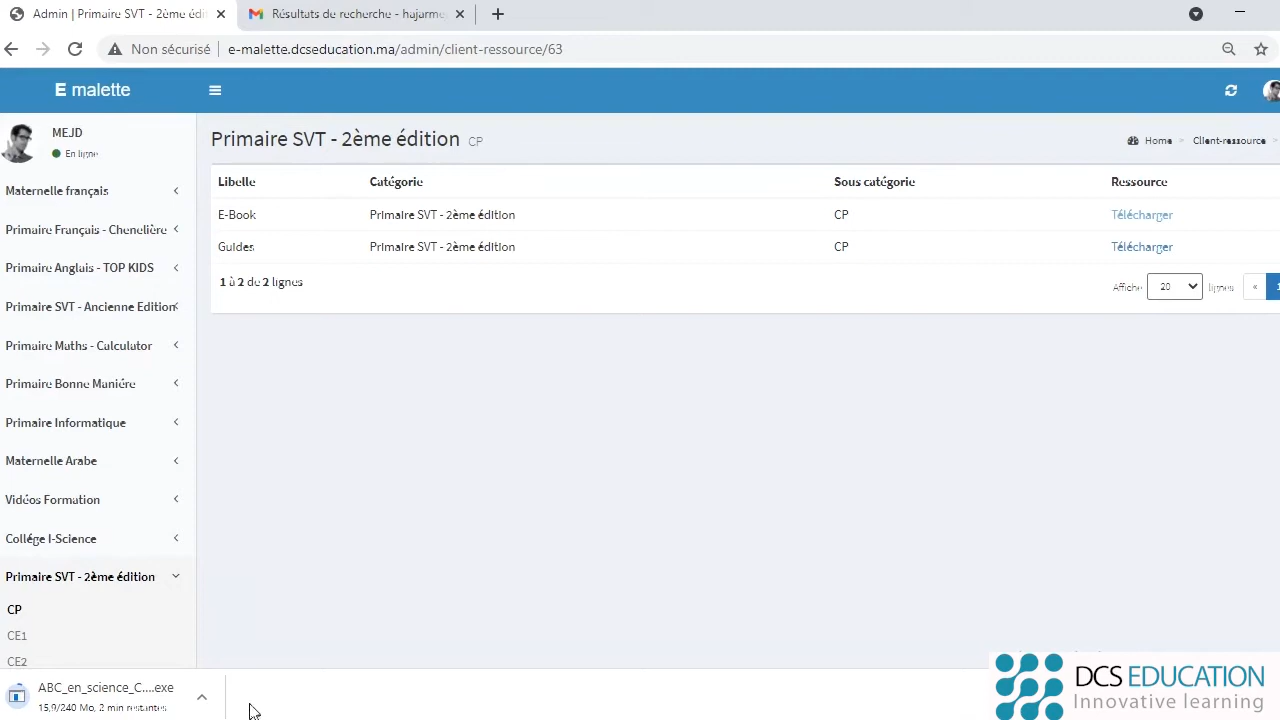 Admin | Primaire SVT - 2ème édi
Résultats de recherche - hajarme
Non sécurisé
e-malette.dcseducation.ma/admin/client-ressource/63
E malette
MEJD
En ligne
Primaire SVT - 2ème édition CP
Home > Client-ressource >
Maternelle français
Primaire Français - Chenelière
Primaire Anglais - TOP KIDS
Primaire SVT - Ancienne Edition
Primaire Maths - Calculator
Primaire Bonne Maniére
Primaire Informatique
Maternelle Arabe
Vidéos Formation
Collége I-Science
Primaire SVT - 2ème édition
CP
CE1
CE2
Libelle Catégorie Sous catégorie Ressource
E-Book Primaire SVT - 2ème édition CP Télécharger
Guides Primaire SVT - 2ème édition CP Télécharger
1 à 2 de 2 lignes
Affiche 20 lignes « 1
ABC_en_science_C....exe
15,9/240 Mo, 2 min restantes
DCS EDUCATION
Innovative learning